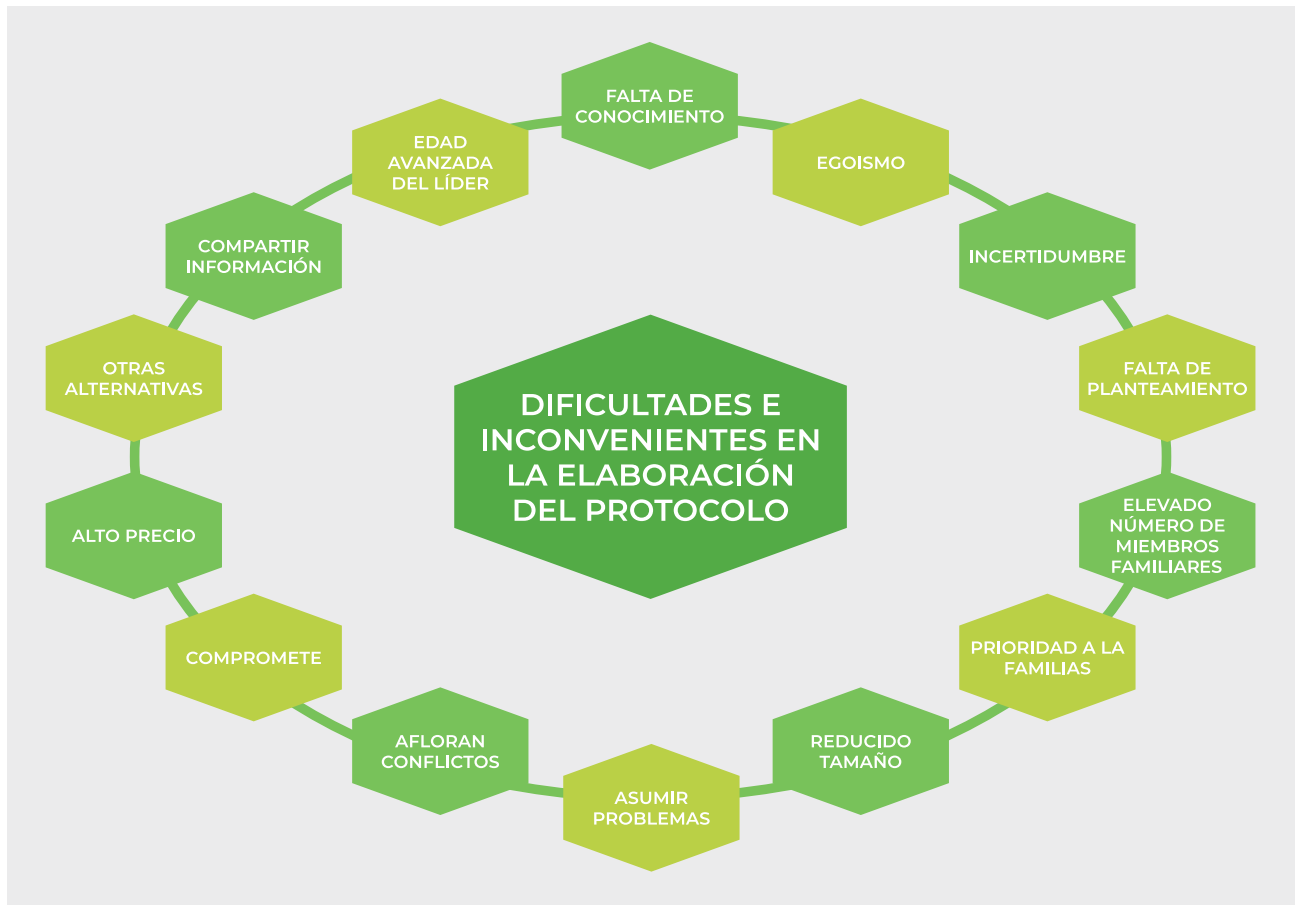 FALTA DE
CONOCIMIENTO
EGOISMO
INCERTIDUMBRE
FALTA DE
PLANTEAMIENTO
ELEVADO
NÚMERO DE
MIEMBROS
FAMILIARES
PRIORIDAD A LA
FAMILIAS
REDUCIDO
TAMAÑO
ASUMIR
PROBLEMAS
AFLORAN
CONFLICTOS
COMPROMETE
ALTO PRECIO
OTRAS
ALTERNATIVAS
COMPARTIR
INFORMACIÓN
EDAD
AVANZADA
DEL LÍDER
DIFICULTADES E
INCONVENIENTES EN
LA ELABORACIÓN
DEL PROTOCOLO